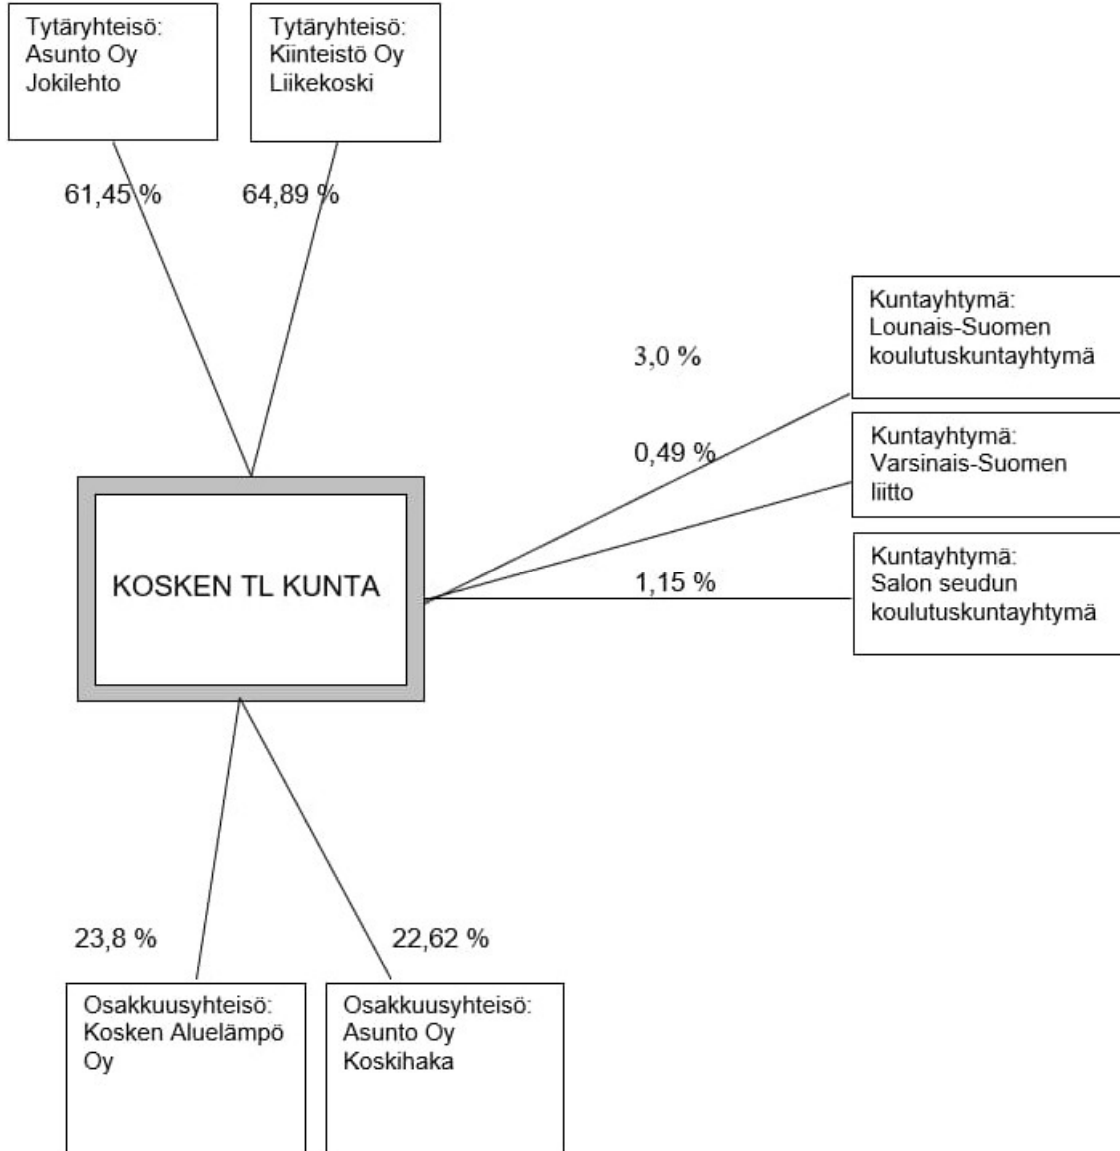 Tytäryhteisö:
Asunto Oy
Jokilehto
Tytäryhteisö:
Kiinteistö Oy
Liikekoski
61,45 %
64,89 %
Kuntayhtymä:
Lounais-Suomen
koulutuskuntayhtymä
3,0 %
Kuntayhtymä:
Varsinais-Suomen
liitto
0,49 %
Kuntayhtymä:
Salon seudun
koulutuskuntayhtymä
1,15 %
KOSKEN TL KUNTA
23,8 %
22,62 %
Osakkuusyhteisö:
Kosken Aluelämpö
Oy
Osakkuusyhteisö:
Asunto Oy
Koskihaka